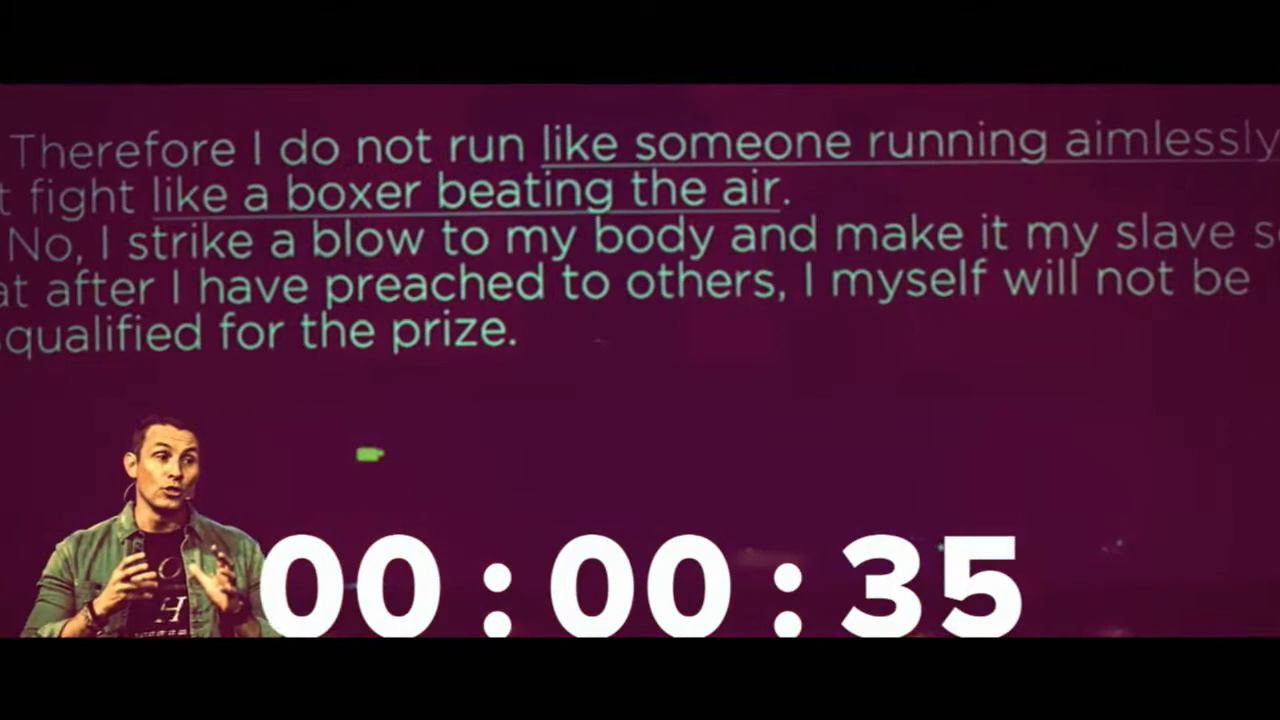 Therefore I do not run like someone running aimlessly
fight like a boxer beating the air.
No, I strike a blow to my body and make it my slave
after I have preached to others, I myself will not be
for the prize.
00:00:35
H